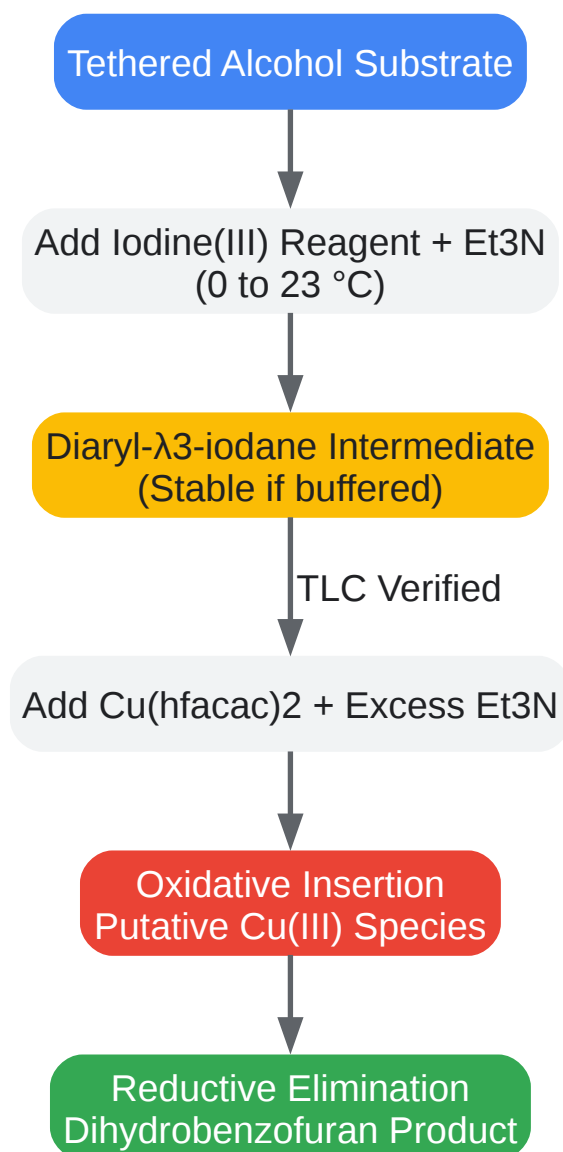 Tethered Alcohol Substrate
Add Iodine(III) Reagent + Et3N
(0 to 23 °C)
Diaryl-λ3-iodane Intermediate
(Stable if buffered)
TLC Verified
Add Cu(hfacac)2 + Excess Et3N
Oxidative Insertion
Putative Cu(III) Species
Reductive Elimination
Dihydrobenzofuran Product